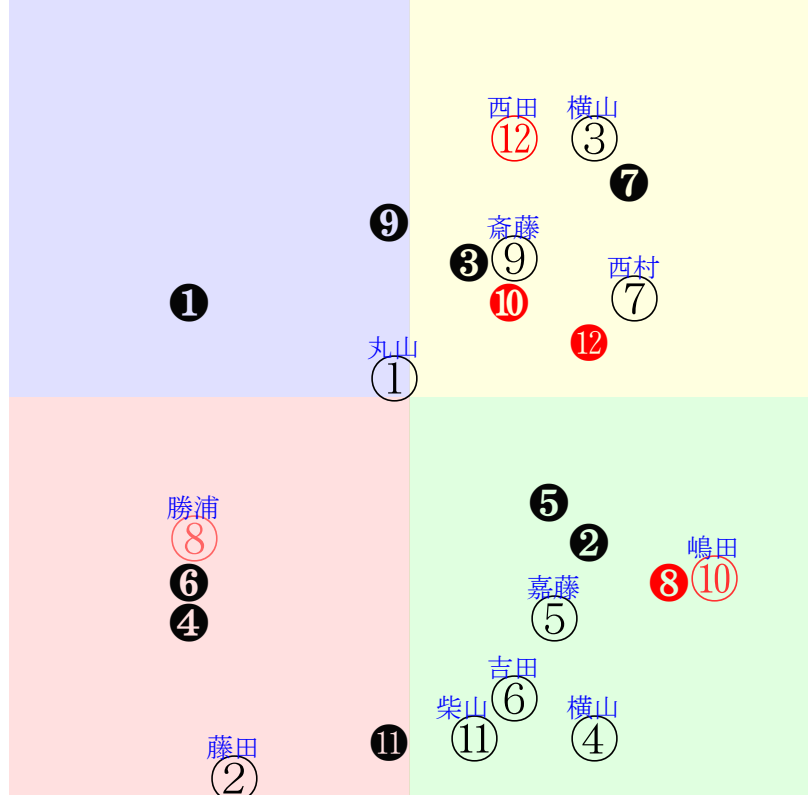 西田 横山
⑫ ③
❼
❾
斎藤
❸ ⑨
西村
❶ ❿ ⑦
⓬
丸山
①
勝浦
❺
⑧ ❷ 嶋田
❻ ❽ ⑩
嘉藤
❹ ⑤
吉田
⑥
柴山 横山
⓫ ⑪ ④
藤田
②